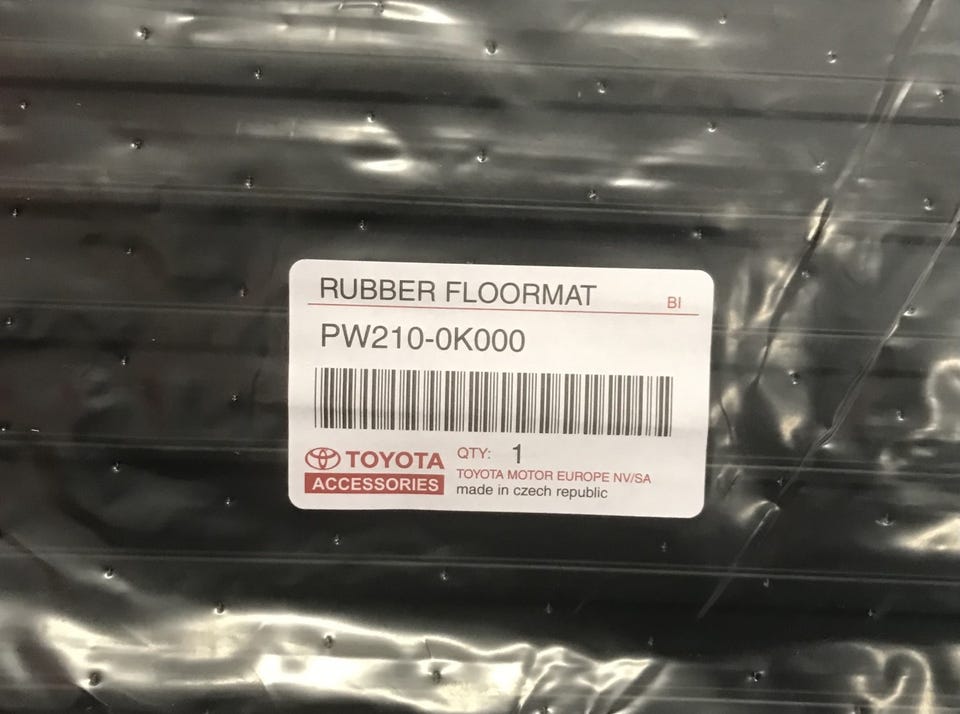 RUBBER FLOORMAT BI
PW210-0K000
TOYOTA
ACCESSORIES
QTY: 1
TOYOTA MOTOR EUROPE NV/SA
made in czech republic